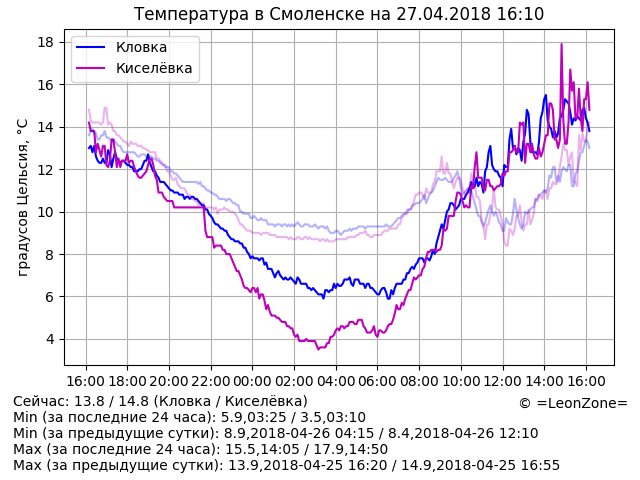 Температура в Смоленске на 27.04.2018 16:10
Кловка
Киселёвка
градусов Цельсия, °C
18
16
14
12
10
8
6
4
16:00 18:00 20:00 22:00 00:00 02:00 04:00 06:00 08:00 10:00 12:00 14:00 16:00
Сейчас: 13.8 / 14.8 (Кловка / Киселёвка)
© =LeonZone=
Min (за последние 24 часа): 5.9,03:25 / 3.5,03:10
Min (за предыдущие сутки): 8.9,2018-04-26 04:15 / 8.4,2018-04-26 12:10
Max (за последние 24 часа): 15.5,14:05 / 17.9,14:50
Max (за предыдущие сутки): 13.9,2018-04-25 16:20 / 14.9,2018-04-25 16:55